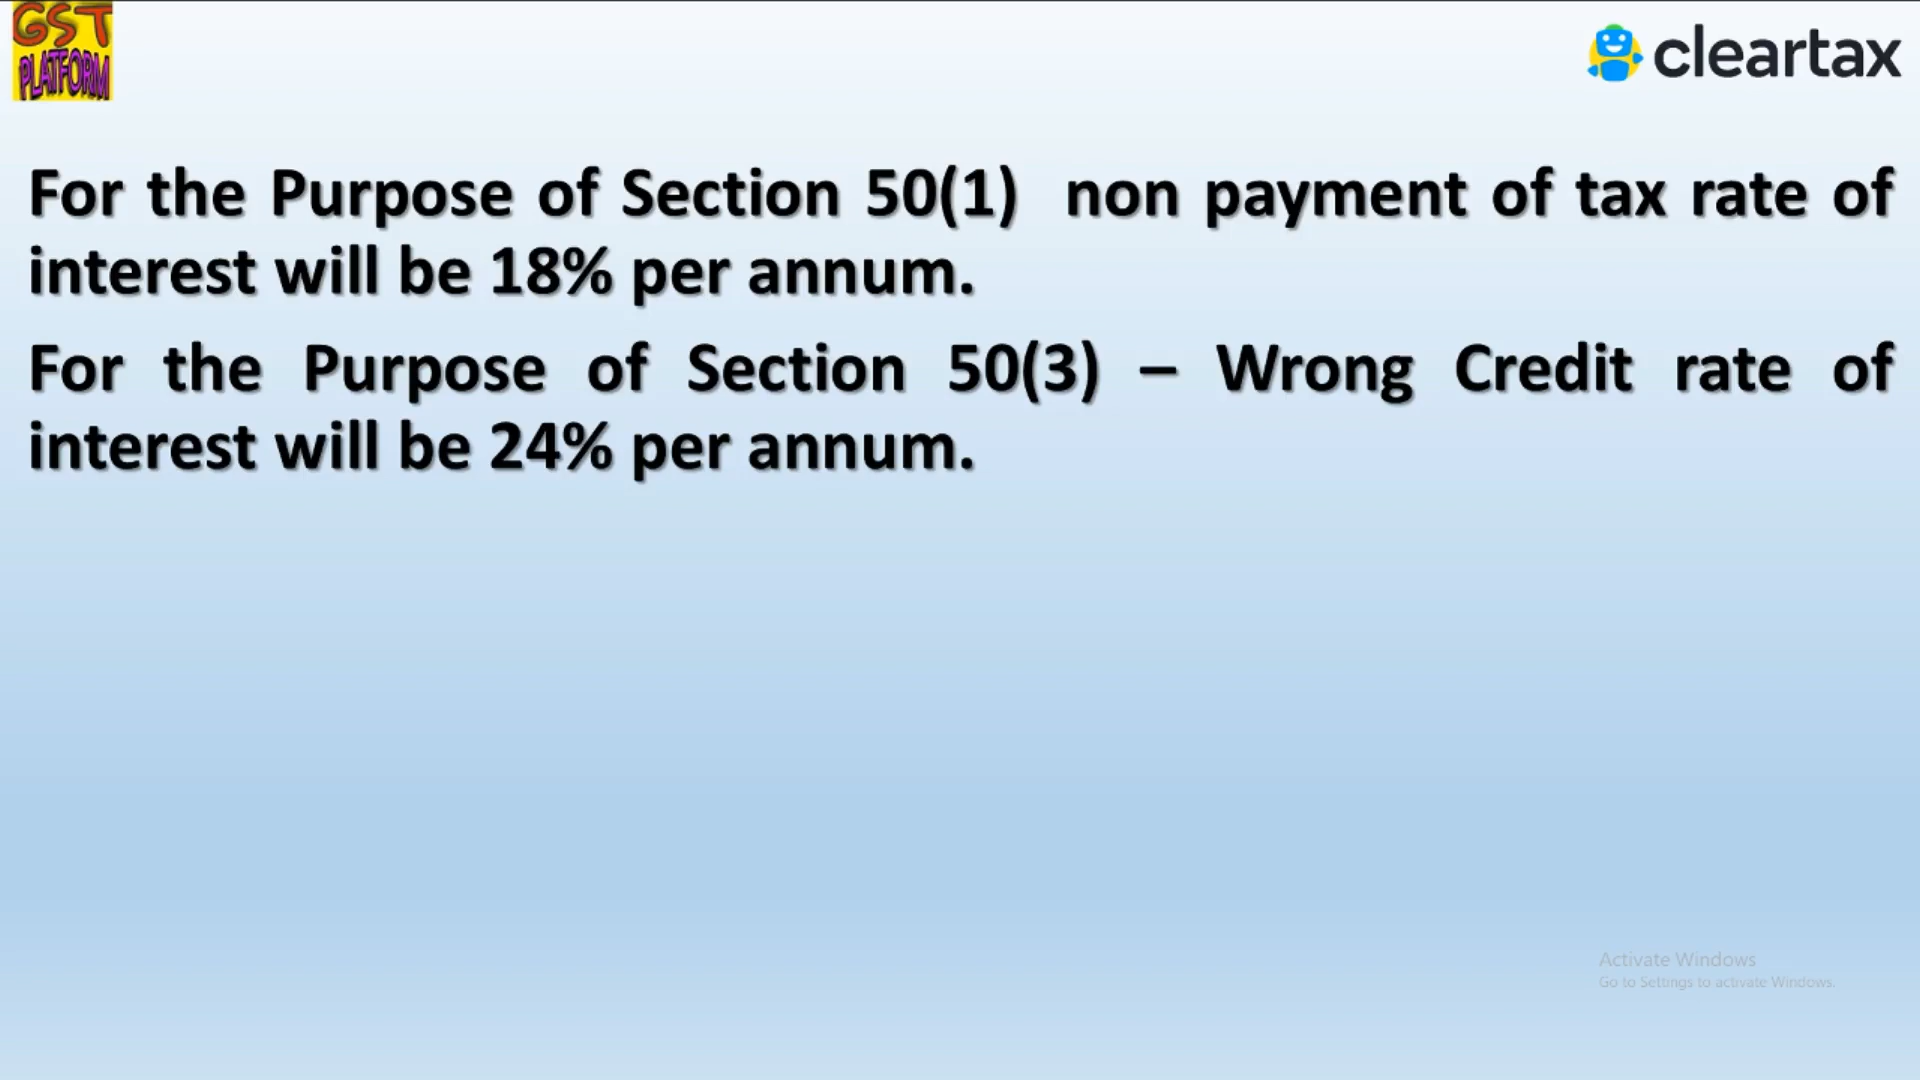 GST
PLATFORM
cleartax
For the Purpose of Section 50(1) non payment of tax rate of
interest will be 18% per annum.
For the Purpose of Section 50(3) – Wrong Credit rate of
interest will be 24% per annum.
Activate Windows
Go to Settings to activate Windows.